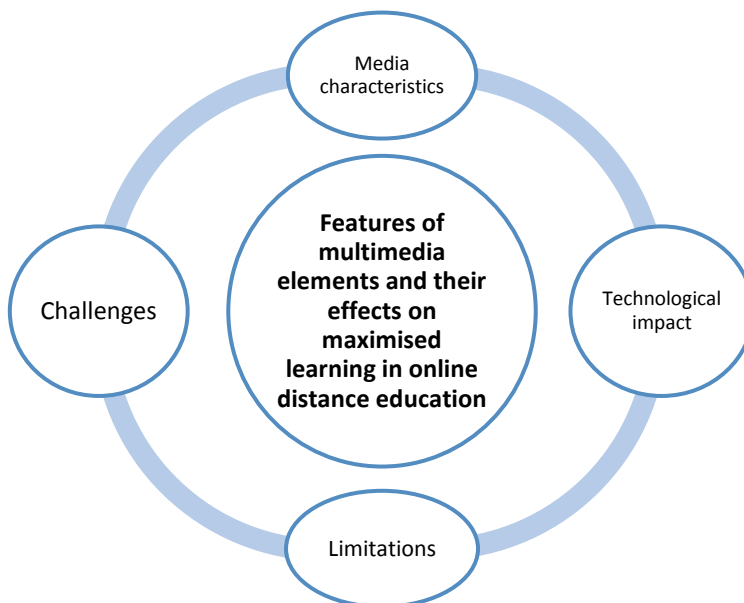 Media
characteristics
Features of
multimedia
elements and their
effects on
maximised
learning in online
distance education
Challenges
Technological
impact
Limitations